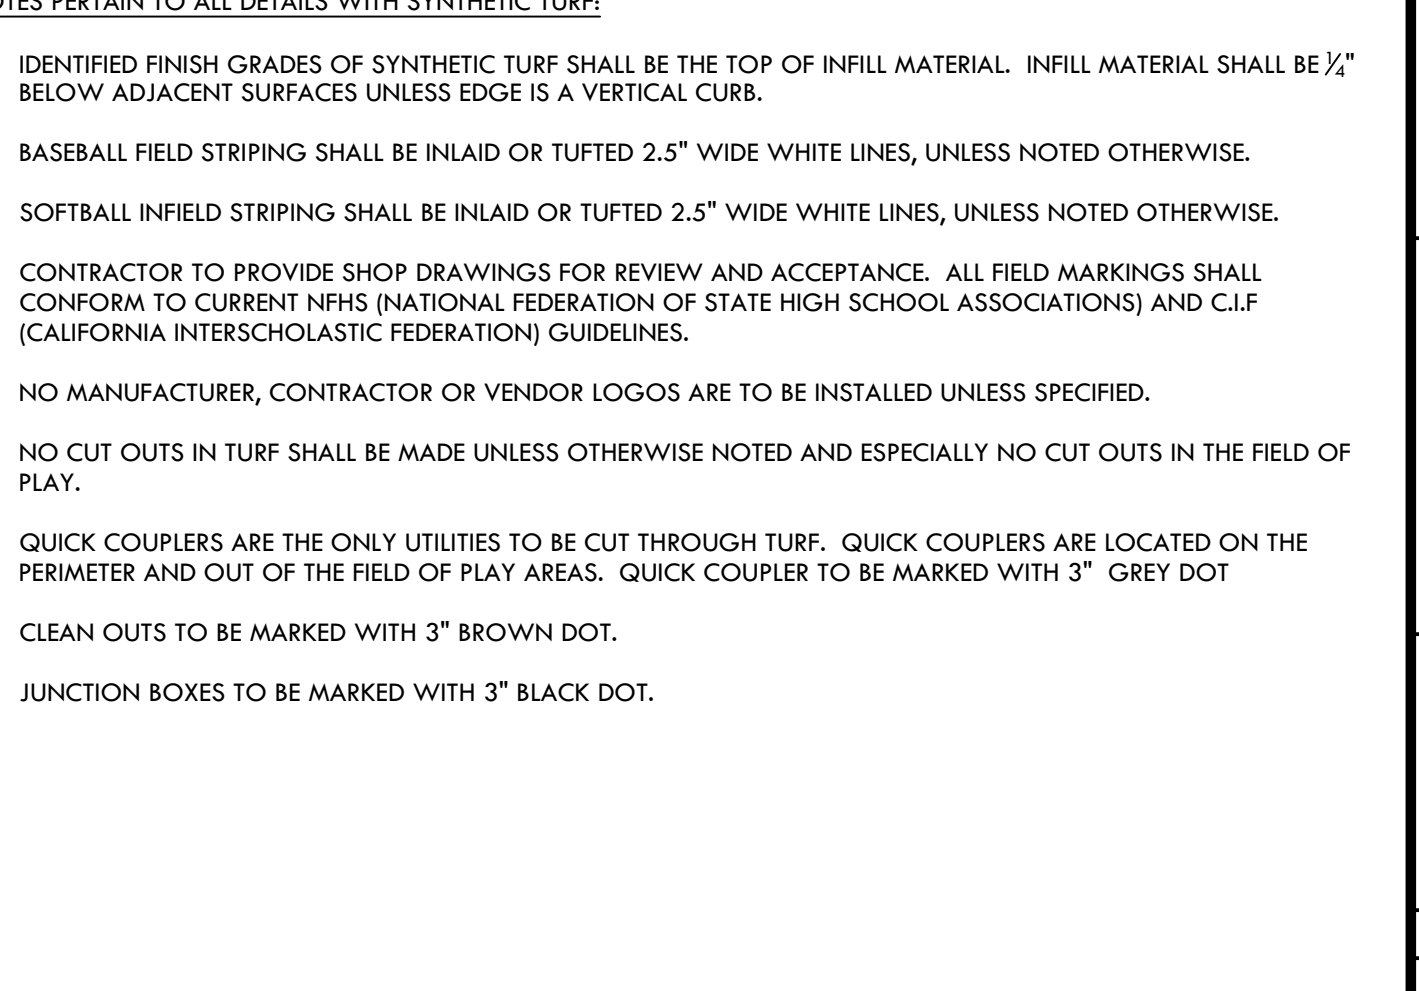 NOTES PERTAIN TO ALL DETAILS WITH SYNTHETIC TURF:
IDENTIFIED FINISH GRADES OF SYNTHETIC TURF SHALL BE THE TOP OF INFILL MATERIAL.  INFILL MATERIAL SHALL BE ¼"
BELOW ADJACENT SURFACES UNLESS EDGE IS A VERTICAL CURB.
BASEBALL FIELD STRIPING SHALL BE INLAID OR TUFTED 2.5" WIDE WHITE LINES, UNLESS NOTED OTHERWISE.
SOFTBALL INFIELD STRIPING SHALL BE INLAID OR TUFTED 2.5" WIDE WHITE LINES, UNLESS NOTED OTHERWISE.
CONTRACTOR TO PROVIDE SHOP DRAWINGS FOR REVIEW AND ACCEPTANCE.  ALL FIELD MARKINGS SHALL
CONFORM TO CURRENT NFHS (NATIONAL FEDERATION OF STATE HIGH SCHOOL ASSOCIATIONS) AND C.I.F
(CALIFORNIA INTERSCHOLASTIC FEDERATION) GUIDELINES.
NO MANUFACTURER, CONTRACTOR OR VENDOR LOGOS ARE TO BE INSTALLED UNLESS SPECIFIED.
NO CUT OUTS IN TURF SHALL BE MADE UNLESS OTHERWISE NOTED AND ESPECIALLY NO CUT OUTS IN THE FIELD OF
PLAY.
QUICK COUPLERS ARE THE ONLY UTILITIES TO BE CUT THROUGH TURF.  QUICK COUPLERS ARE LOCATED ON THE
PERIMETER AND OUT OF THE FIELD OF PLAY AREAS.  QUICK COUPLER TO BE MARKED WITH 3"  GREY DOT
CLEAN OUTS TO BE MARKED WITH 3" BROWN DOT.
JUNCTION BOXES TO BE MARKED WITH 3" BLACK DOT.